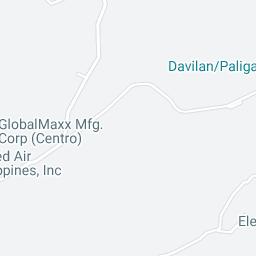 Davilan/Paliga
GlobalMaxx Mfg.
Corp (Centro)
ed Air
ppines, Inc
Ele